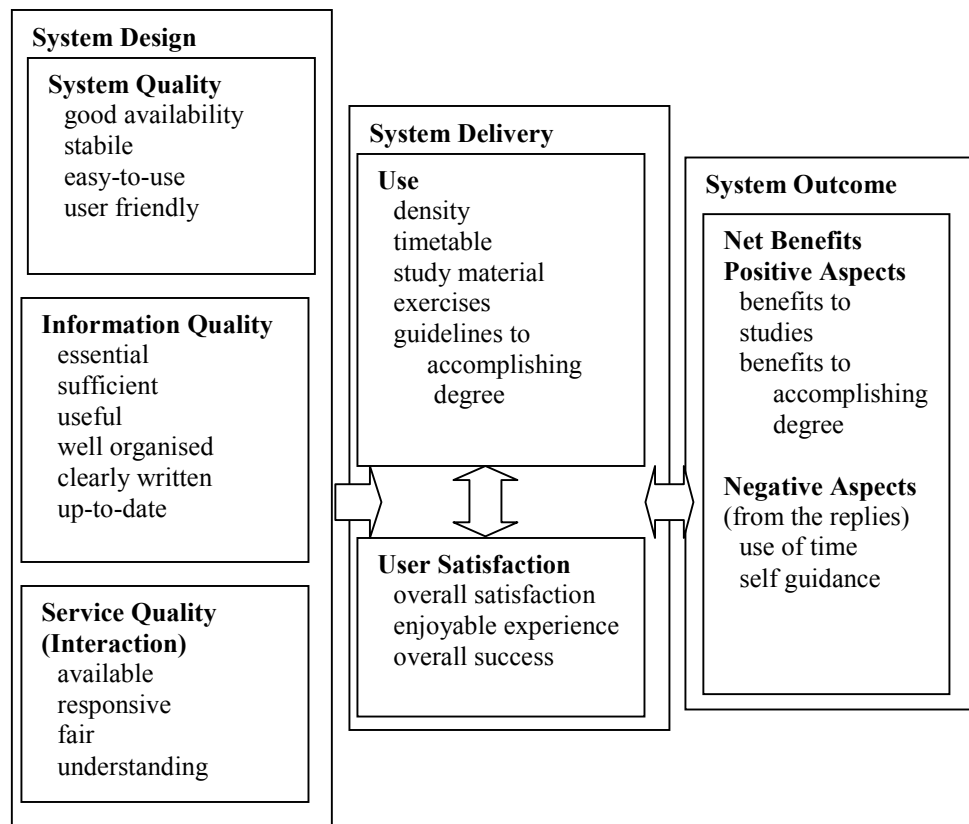 System Design
System Quality
good availability
stabile
easy-to-use
user friendly
Information Quality
essential
sufficient
useful
well organised
clearly written
up-to-date
Service Quality
(Interaction)
available
responsive
fair
understanding
System Delivery
Use
density
timetable
study material
exercises
guidelines to
accomplishing
degree
User Satisfaction
overall satisfaction
enjoyable experience
overall success
System Outcome
Net Benefits
Positive Aspects
benefits to
studies
benefits to
accomplishing
degree
Negative Aspects
(from the replies)
use of time
self guidance